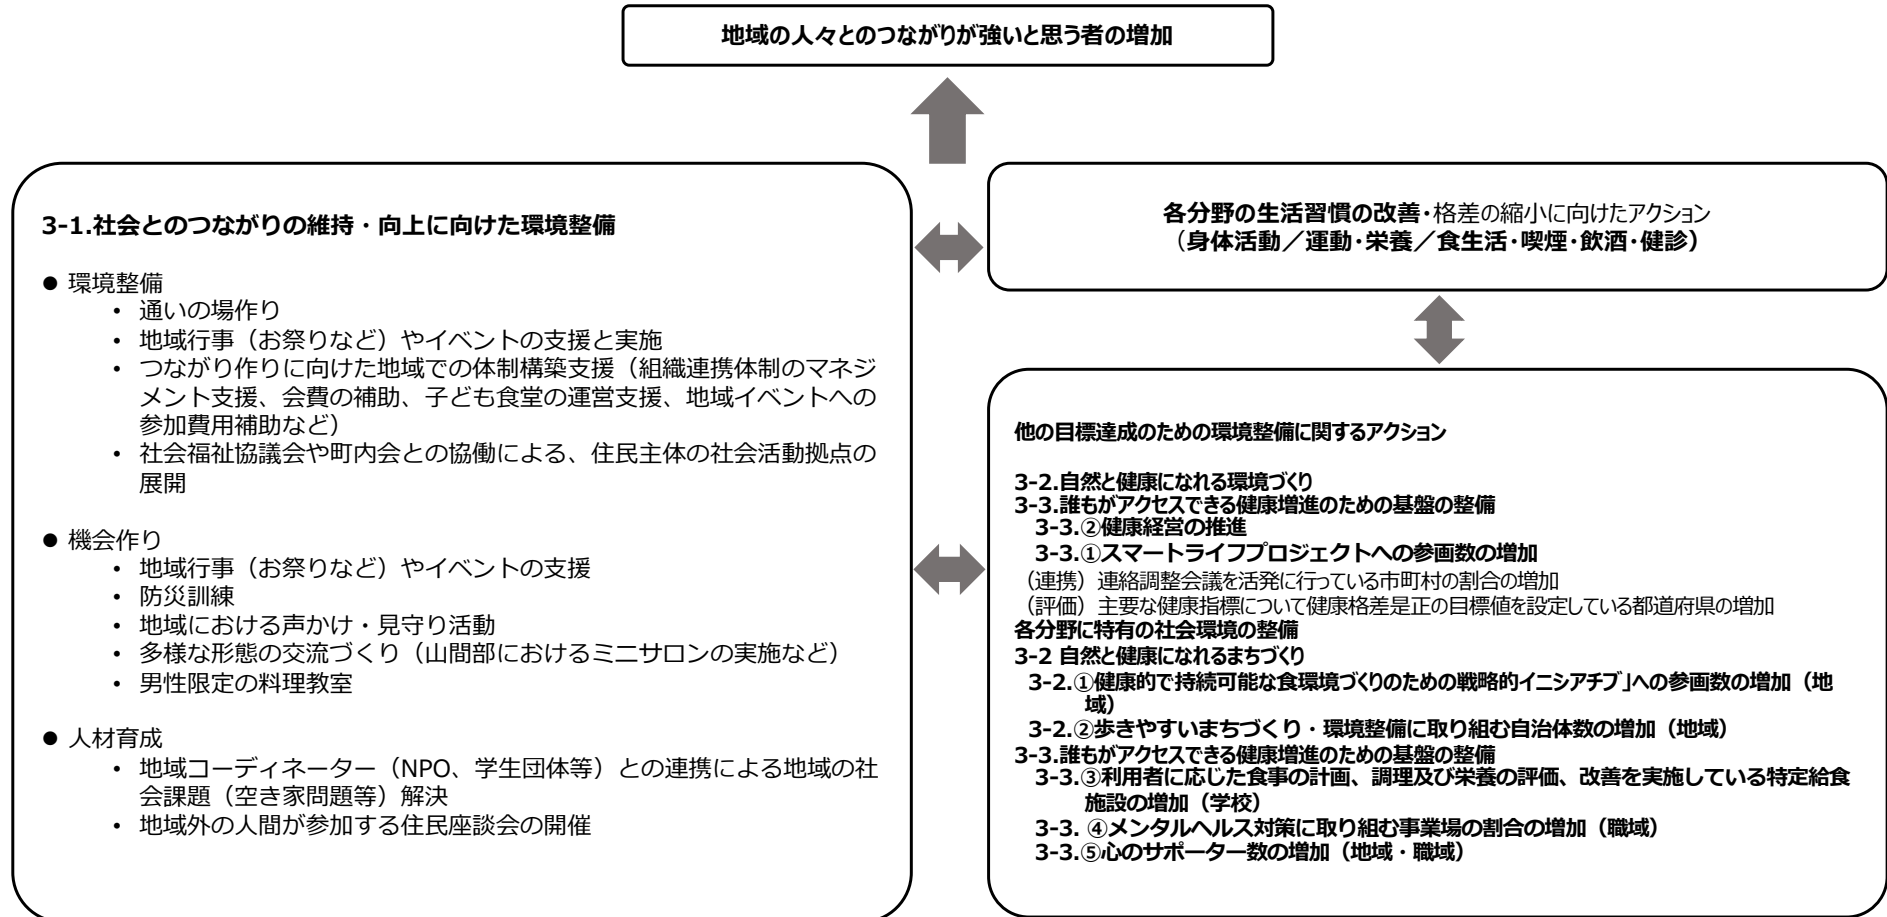 地域の人々とのつながりが強いと思う者の増加
3-1.社会とのつながりの維持・向上に向けた環境整備
● 環境整備
• 通いの場作り
• 地域行事（お祭りなど）やイベントの支援と実施
• つながり作りに向けた地域での体制構築支援（組織連携体制のマネジ
メント支援、会費の補助、子ども食堂の運営支援、地域イベントへの
参加費用補助など）
• 社会福祉協議会や町内会との協働による、住民主体の社会活動拠点の
展開
● 機会作り
• 地域行事（お祭りなど）やイベントの支援
• 防災訓練
• 地域における声かけ・見守り活動
• 多様な形態の交流づくり（山間部におけるミニサロンの実施など）
• 男性限定の料理教室
● 人材育成
• 地域コーディネーター（NPO、学生団体等）との連携による地域の社
会課題（空き家問題等）解決
• 地域外の人間が参加する住民座談会の開催
各分野の生活習慣の改善・格差の縮小に向けたアクション
（身体活動／運動・栄養／食生活・喫煙・飲酒・健診）
他の目標達成のための環境整備に関するアクション
3-2.自然と健康になれる環境づくり
3-3.誰もがアクセスできる健康増進のための基盤の整備
3-3.②健康経営の推進
3-3.①スマートライフプロジェクトへの参画数の増加
（連携）連絡調整会議を活発に行っている市町村の割合の増加
（評価）主要な健康指標について健康格差是正の目標値を設定している都道府県の増加
各分野に特有の社会環境の整備
3-2 自然と健康になれるまちづくり
3-2.①健康的で持続可能な食環境づくりのための戦略的イニシアチブ」への参画数の増加（地
域）
3-2.②歩きやすいまちづくり・環境整備に取り組む自治体数の増加（地域）
3-3.誰もがアクセスできる健康増進のための基盤の整備
3-3.③利用者に応じた食事の計画、調理及び栄養の評価、改善を実施している特定給食
施設の増加（学校）
3-3. ④メンタルヘルス対策に取り組む事業場の割合の増加（職域）
3-3.⑤心のサポーター数の増加（地域・職域）